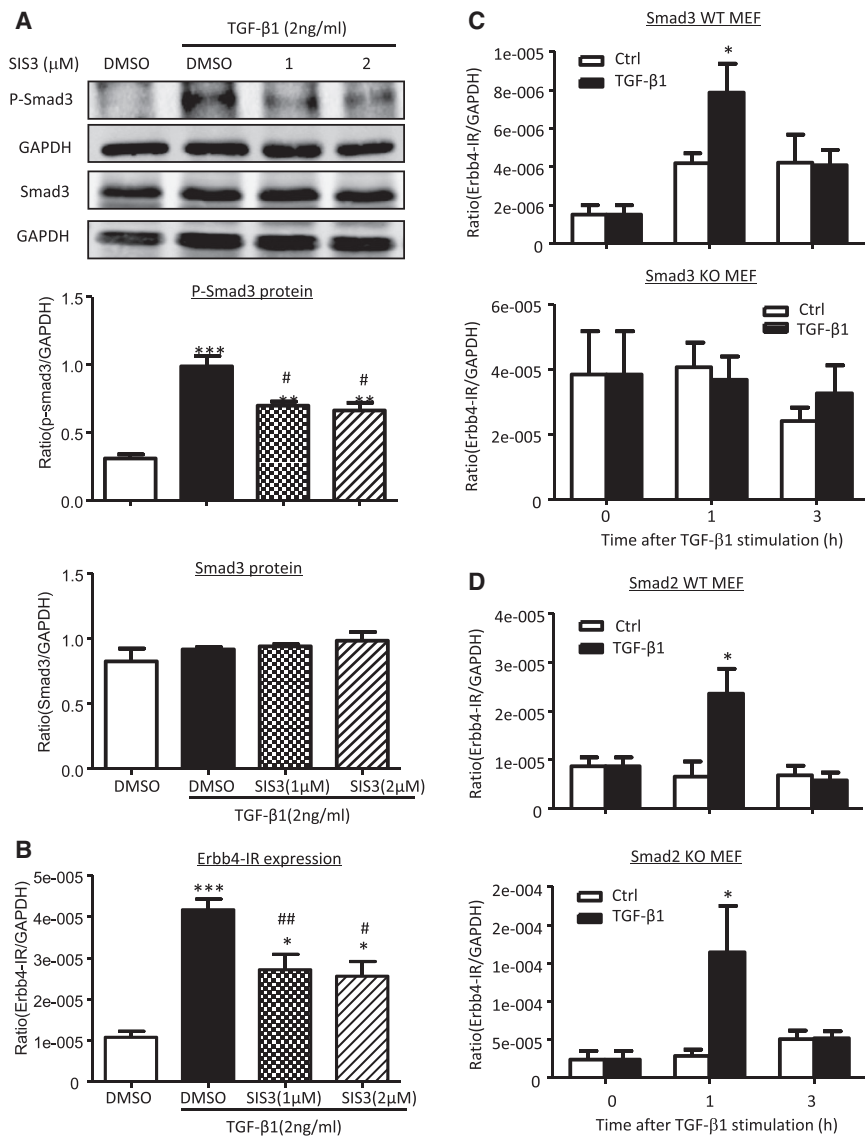 A
TGF-β1 (2ng/ml)
SIS3 (μM) DMSO DMSO 1 2
P-Smad3
GAPDH
Smad3
GAPDH
P-Smad3 protein
Ratio(p-smad3/GAPDH)
1.5
1.0
0.5
0.0
***
#
**
#
**
Smad3 protein
Ratio(Smad3/GAPDH)
1.5
1.0
0.5
0.0
DMSO DMSO SIS3(1μM) SIS3(2μM)
TGF-β1(2ng/ml)
B
Erbb4-IR expression
Ratio(Erbb4-IR/GAPDH)
5e-005
4e-005
3e-005
2e-005
1e-005
0
***
##
*
#
*
DMSO DMSO SIS3(1μM) SIS3(2μM)
TGF-β1(2ng/ml)
C
Smad3 WT MEF
Ratio(Erbb4-IR/GAPDH)
1e-005
8e-006
6e-006
4e-006
2e-006
0
Ctrl
TGF-β1
*
Smad3 KO MEF
Ratio(Erbb4-IR/GAPDH)
6e-005
4e-005
2e-005
0
Ctrl
TGF-β1
0 1 3
Time after TGF-β1 stimulation (h)
D
Smad2 WT MEF
Ratio(Erbb4-IR/GAPDH)
4e-005
3e-005
2e-005
1e-005
0
Ctrl
TGF-β1
*
Smad2 KO MEF
Ratio(Erbb4-IR/GAPDH)
2e-004
2e-004
1e-004
1e-004
5e-005
0
Ctrl
TGF-β1
*
0 1 3
Time after TGF-β1 stimulation (h)